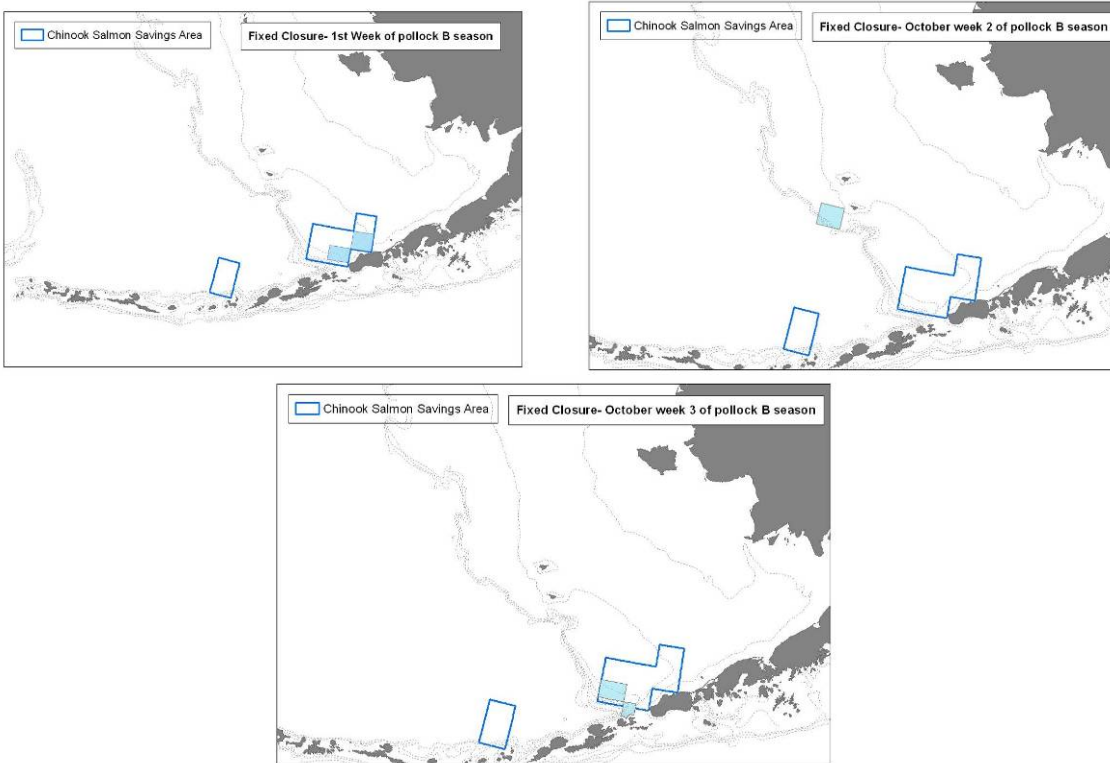 Chinook Salmon Savings Area
Fixed Closure- 1st Week of pollock B season
Chinook Salmon Savings Area
Fixed Closure- October week 2 of pollock B season
Chinook Salmon Savings Area
Fixed Closure- October week 3 of pollock B season